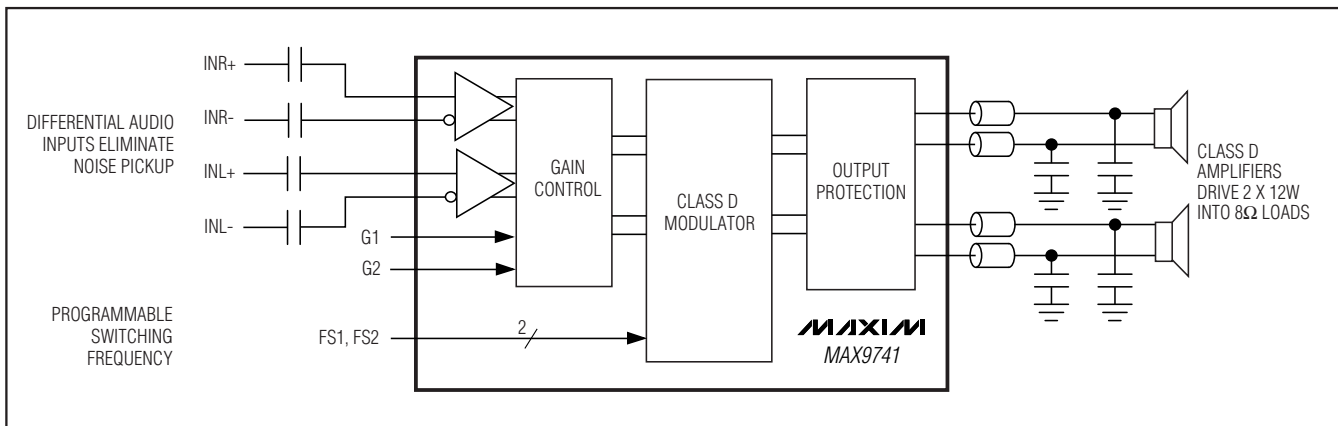 DIFFERENTIAL AUDIO
INPUTS ELIMINATE
NOISE PICKUP
INR+
INR-
INL+
INL-
G1
G2
PROGRAMMABLE
SWITCHING
FREQUENCY
FS1, FS2
2
GAIN
CONTROL
CLASS D
MODULATOR
OUTPUT
PROTECTION
MAXIM
MAX9741
CLASS D
AMPLIFIERS
DRIVE 2 X 12W
INTO 8Ω LOADS